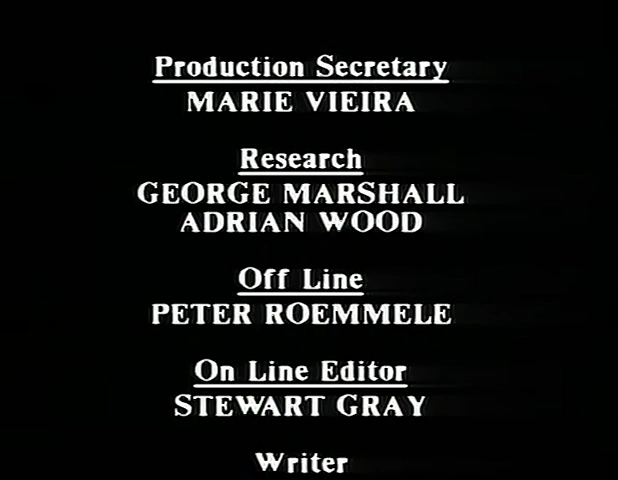 Production Secretary
MARIE VIEIRA
Research
GEORGE MARSHALL
ADRIAN WOOD
Off Line
PETER ROEMMELE
On Line Editor
STEWART GRAY
Writer